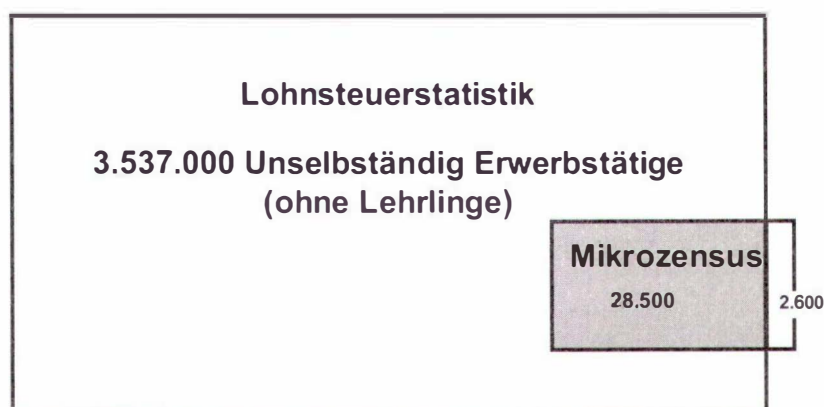 Lohnsteuerstatistik
3.537.000 Unselbständig Erwerbstätige
(ohne Lehrlinge)
Mikrozensus
28.500
2.600